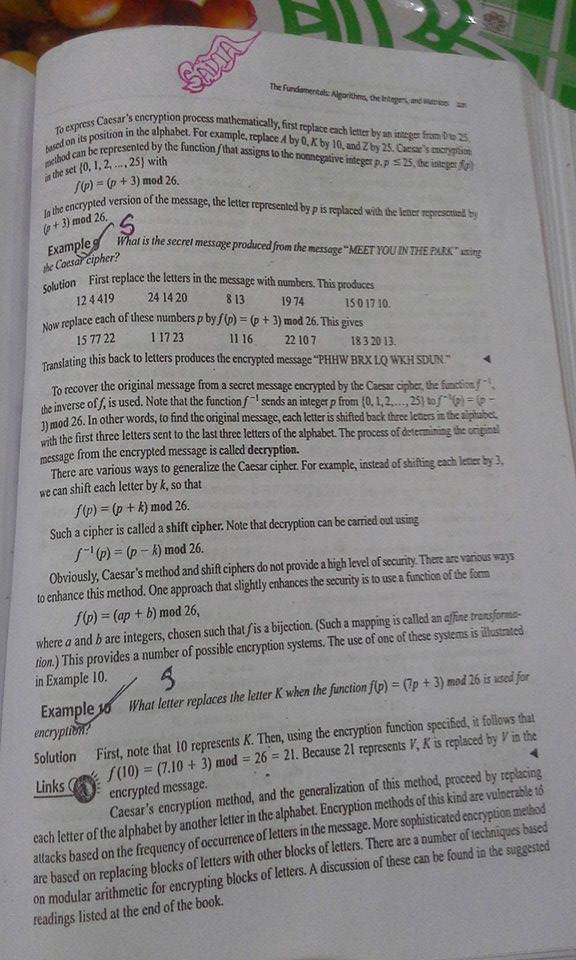 SADIA
The Fundamentals: Algorithms, the Integers, and Matrices
To express Caesar's encryption process mathematically, first replace each letter by an integer from 0 to 25,
based on its position in the alphabet. For example, replace A by 0, K by 10, and Z by 25. Caesar's encryption
method can be represented by the function f that assigns to the nonnegative integer p, p ≤ 25, the integer f(p)
in the set {0, 1, 2, ..., 25} with
f(p) = (p + 3) mod 26.
In the encrypted version of the message, the letter represented by p is replaced with the letter represented by
(p + 3) mod 26.
Example 9 What is the secret message produced from the message "MEET YOU IN THE PARK" using
the Caesar cipher?
Solution First replace the letters in the message with numbers. This produces
12 4 419 24 14 20 8 13 19 74 15 0 17 10.
Now replace each of these numbers p by f(p) = (p + 3) mod 26. This gives
15 77 22 1 17 23 11 16 22 10 7 18 3 20 13.
Translating this back to letters produces the encrypted message "PHHW BRX LQ WKH SDUN."
To recover the original message from a secret message encrypted by the Caesar cipher, the function f⁻¹,
the inverse of f, is used. Note that the function f⁻¹ sends an integer p from {0, 1, 2,..., 25} to f⁻¹(p) = (p –
3) mod 26. In other words, to find the original message, each letter is shifted back three letters in the alphabet,
with the first three letters sent to the last three letters of the alphabet. The process of determining the original
message from the encrypted message is called decryption.
There are various ways to generalize the Caesar cipher. For example, instead of shifting each letter by 3,
we can shift each letter by k, so that
f(p) = (p + k) mod 26.
Such a cipher is called a shift cipher. Note that decryption can be carried out using
f⁻¹(p) = (p – k) mod 26.
Obviously, Caesar's method and shift ciphers do not provide a high level of security. There are various ways
to enhance this method. One approach that slightly enhances the security is to use a function of the form
f(p) = (ap + b) mod 26,
where a and b are integers, chosen such that f is a bijection. (Such a mapping is called an affine transforma-
tion.) This provides a number of possible encryption systems. The use of one of these systems is illustrated
in Example 10.
Example 10 What letter replaces the letter K when the function f(p) = (7p + 3) mod 26 is used for
encryption?
Solution First, note that 10 represents K. Then, using the encryption function specified, it follows that
f(10) = (7.10 + 3) mod = 26 = 21. Because 21 represents V, K is replaced by V in the
Links encrypted message.
Caesar's encryption method, and the generalization of this method, proceed by replacing
each letter of the alphabet by another letter in the alphabet. Encryption methods of this kind are vulnerable to
attacks based on the frequency of occurrence of letters in the message. More sophisticated encryption method
are based on replacing blocks of letters with other blocks of letters. There are a number of techniques based
on modular arithmetic for encrypting blocks of letters. A discussion of these can be found in the suggested
readings listed at the end of the book.